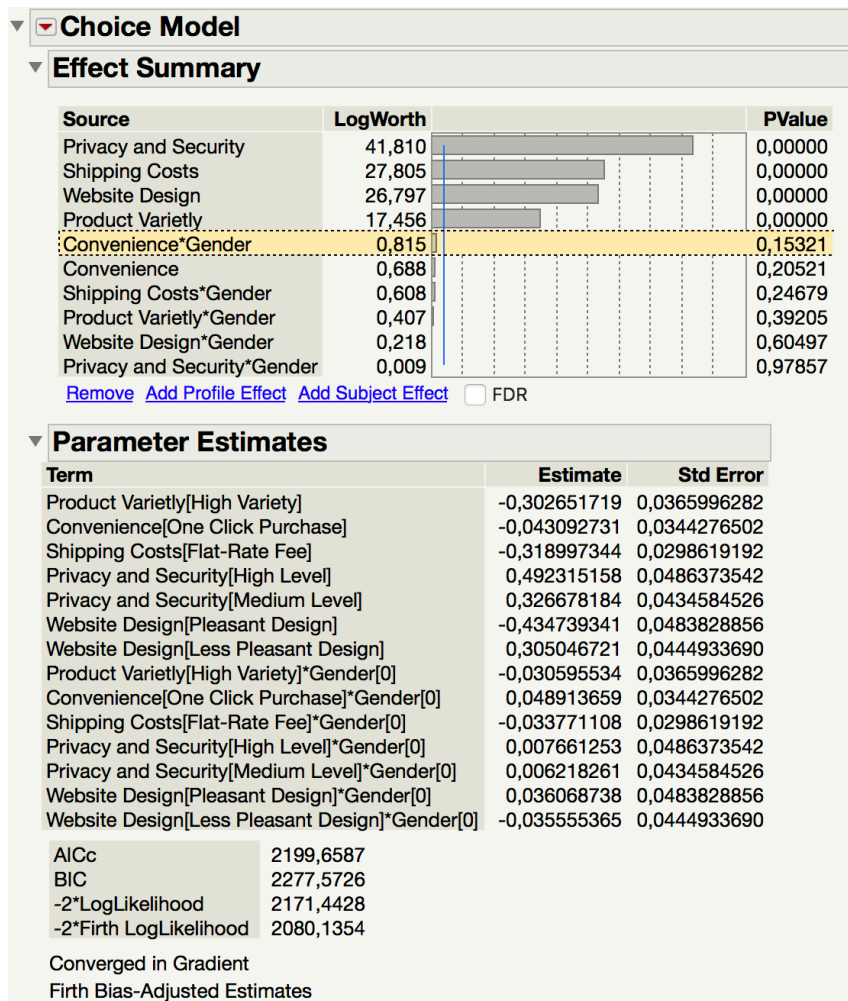 Choice Model
Effect Summary
Source LogWorth PValue
Privacy and Security 41,810 0,00000
Shipping Costs 27,805 0,00000
Website Design 26,797 0,00000
Product Varietly 17,456 0,00000
Convenience*Gender 0,815 0,15321
Convenience 0,688 0,20521
Shipping Costs*Gender 0,608 0,24679
Product Varietly*Gender 0,407 0,39205
Website Design*Gender 0,218 0,60497
Privacy and Security*Gender 0,009 0,97857
Remove Add Profile Effect Add Subject Effect FDR
Parameter Estimates
Term Estimate Std Error
Product Varietly[High Variety] -0,302651719 0,0365996282
Convenience[One Click Purchase] -0,043092731 0,0344276502
Shipping Costs[Flat-Rate Fee] -0,318997344 0,0298619192
Privacy and Security[High Level] 0,492315158 0,0486373542
Privacy and Security[Medium Level] 0,326678184 0,0434584526
Website Design[Pleasant Design] -0,434739341 0,0483828856
Website Design[Less Pleasant Design] 0,305046721 0,0444933690
Product Varietly[High Variety]*Gender[0] -0,030595534 0,0365996282
Convenience[One Click Purchase]*Gender[0] 0,048913659 0,0344276502
Shipping Costs[Flat-Rate Fee]*Gender[0] -0,033771108 0,0298619192
Privacy and Security[High Level]*Gender[0] 0,007661253 0,0486373542
Privacy and Security[Medium Level]*Gender[0] 0,006218261 0,0434584526
Website Design[Pleasant Design]*Gender[0] 0,036068738 0,0483828856
Website Design[Less Pleasant Design]*Gender[0] -0,035555365 0,0444933690
AICc 2199,6587
BIC 2277,5726
-2*LogLikelihood 2171,4428
-2*Firth LogLikelihood 2080,1354
Converged in Gradient
Firth Bias-Adjusted Estimates